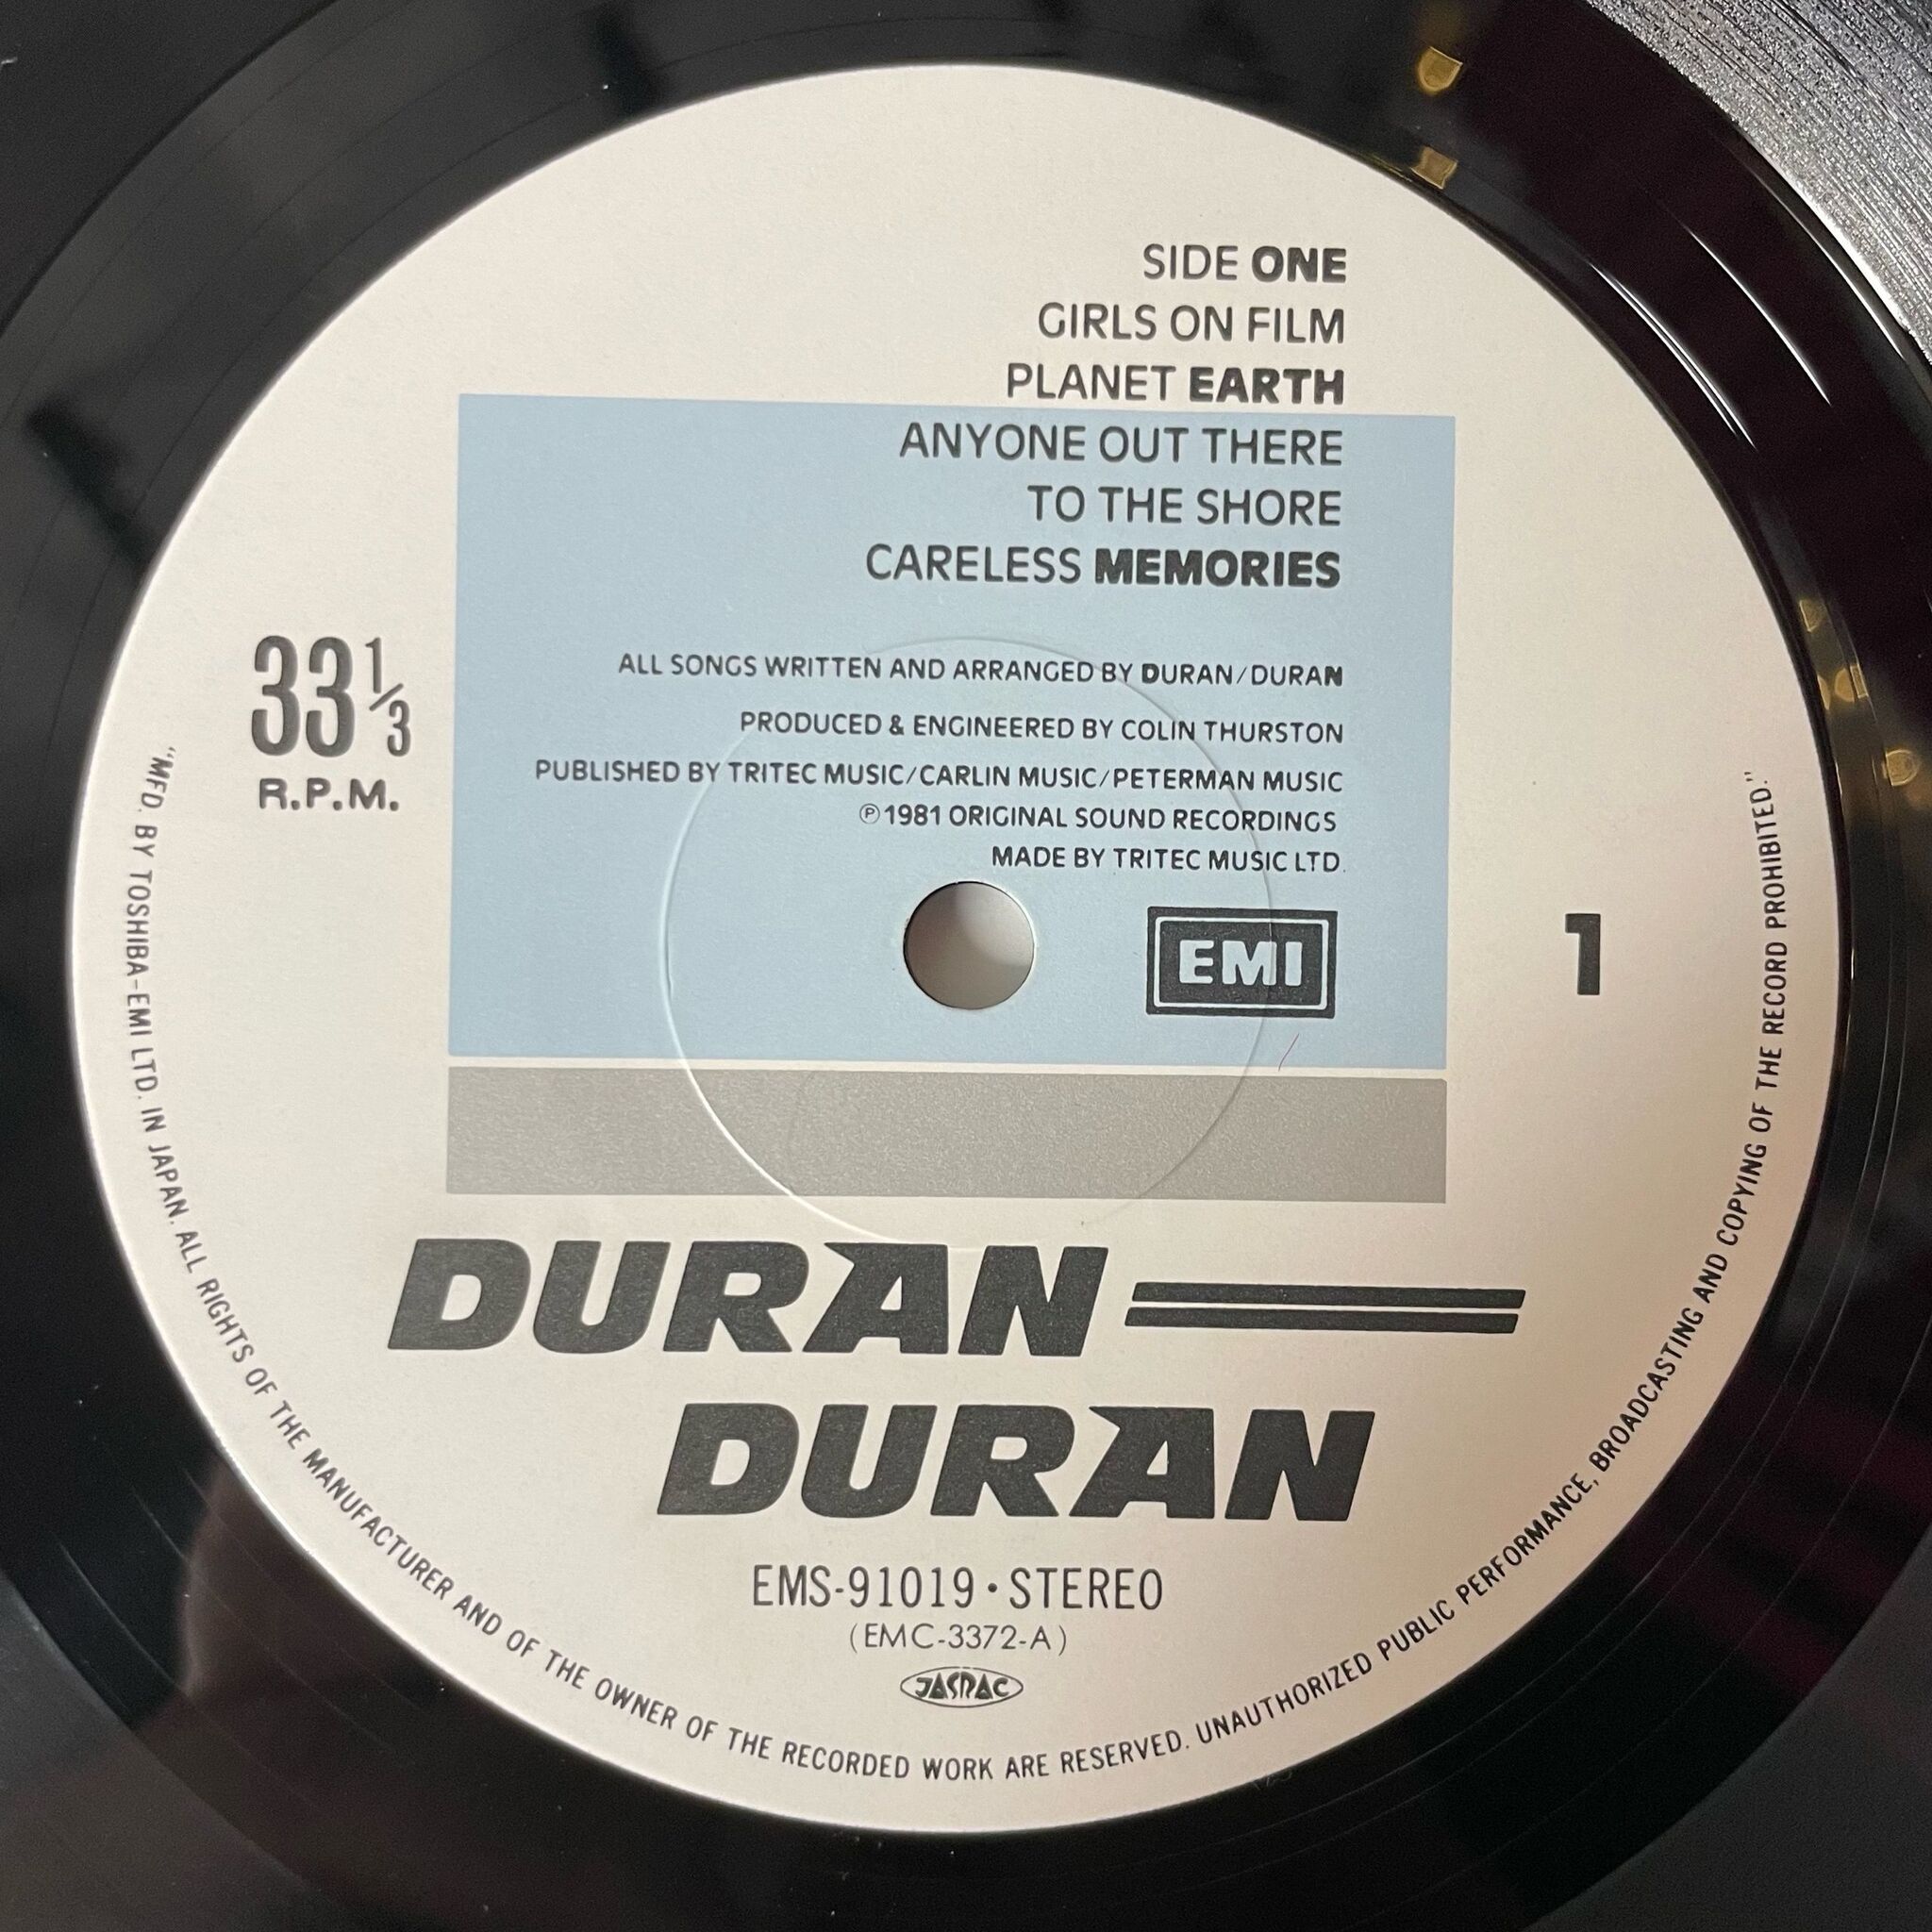 SIDE ONE
GIRLS ON FILM
PLANET EARTH
ANYONE OUT THERE
TO THE SHORE
CARELESS MEMORIES
33 1/3
R.P.M.
ALL SONGS WRITTEN AND ARRANGED BY DURAN/DURAN
PRODUCED & ENGINEERED BY COLIN THURSTON
PUBLISHED BY TRITEC MUSIC/CARLIN MUSIC/PETERMAN MUSIC
℗1981 ORIGINAL SOUND RECORDINGS
MADE BY TRITEC MUSIC LTD.
EMI
1
DURAN
DURAN
EMS-91019・STEREO
(EMC-3372-A)
JASRAC
"MFD. BY TOSHIBA-EMI LTD. IN JAPAN. ALL RIGHTS OF THE MANUFACTURER AND OF THE OWNER OF THE RECORDED WORK ARE RESERVED. UNAUTHORIZED PUBLIC PERFORMANCE, BROADCASTING AND COPYING OF THE RECORD PROHIBITED."